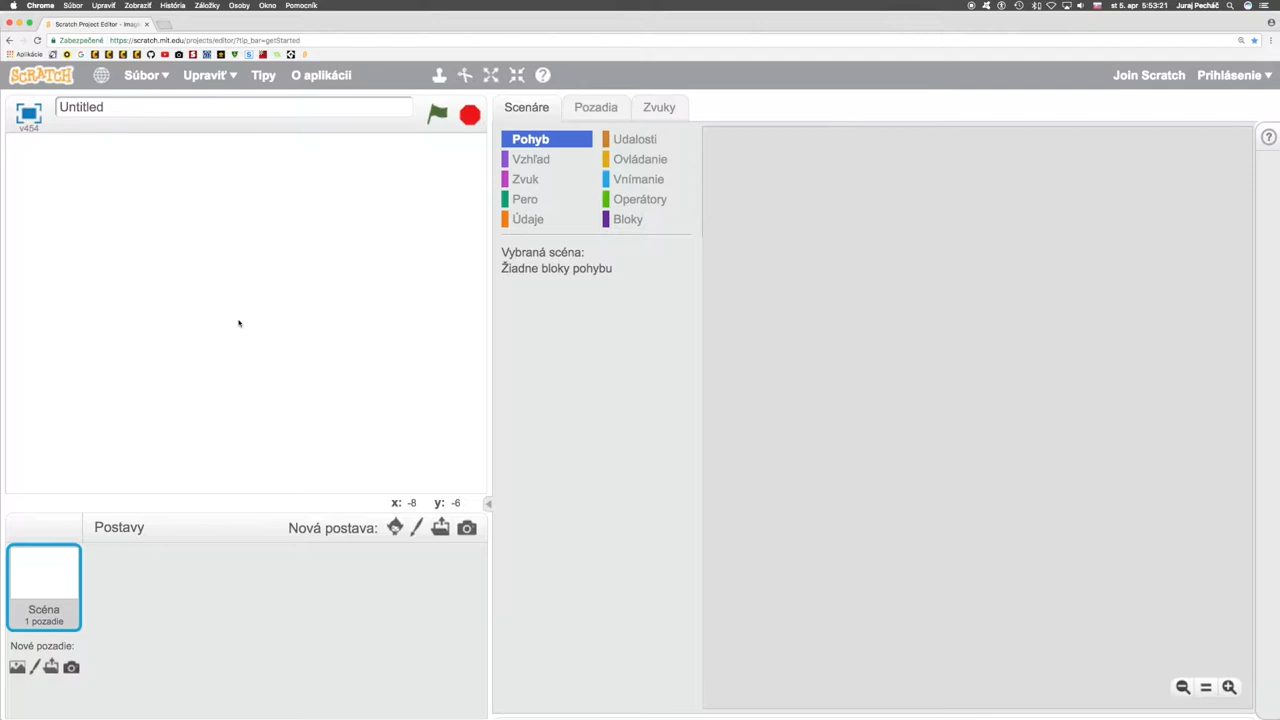 Chrome Súbor Upraviť Zobraziť História Záložky Osoby Okno Pomocník st 5. apr 5:53:21 Juraj Pecháč
Scratch Project Editor - Imagin
Zabezpečené https://scratch.mit.edu/projects/editor/?tip_bar=getStarted
Aplikácie
SCRATCH Súbor Upraviť Tipy O aplikácii Join Scratch Prihlásenie
Untitled
v454
Scenáre Pozadia Zvuky
Pohyb Udalosti
Vzhľad Ovládanie
Zvuk Vnímanie
Pero Operátory
Údaje Bloky
Vybraná scéna:
Žiadne bloky pohybu
x: -8 y: -6
Postavy Nová postava:
Scéna
1 pozadie
Nové pozadie: